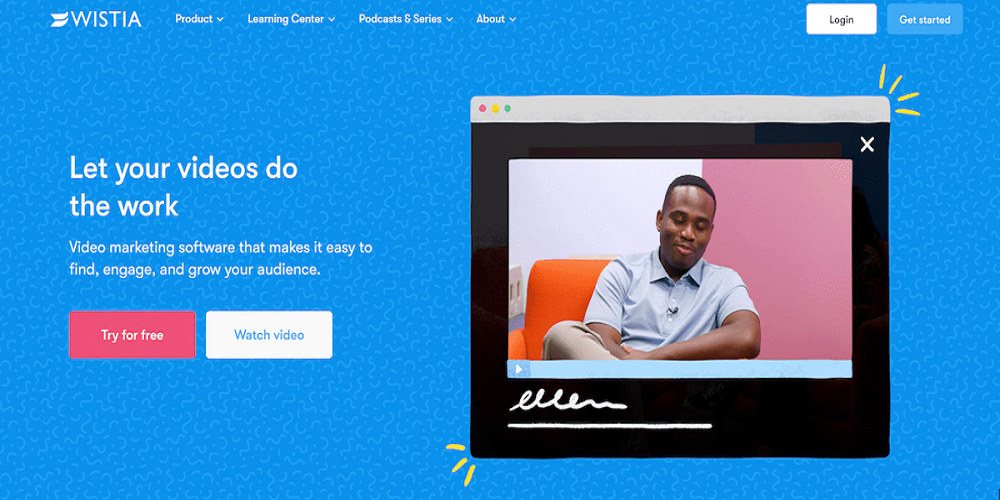 WISTIA
Product
Learning Center
Podcasts & Series
About
Login
Get started
Let your videos do
the work
Video marketing software that makes it easy to
find, engage, and grow your audience.
Try for free
Watch video